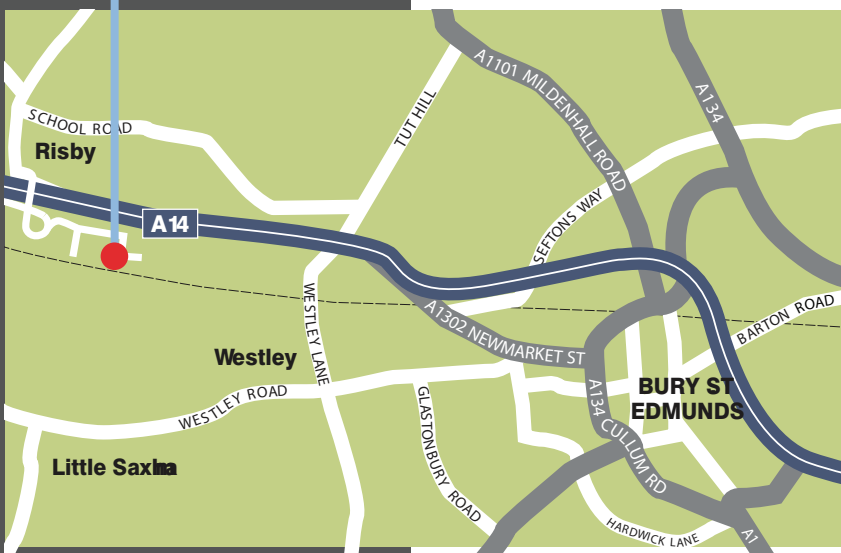 A1101 MILDENHALL ROAD
A134
SCHOOL ROAD
TUT HILL
Risby
SEFTONS WAY
A14
WESTLEY LANE
A1302 NEWMARKET ST
BARTON ROAD
Westley
BURY ST
EDMUNDS
WESTLEY ROAD
GLASTONBURY ROAD
A134 CULLUM RD
Little Saxha
HARDWICK LANE
A1